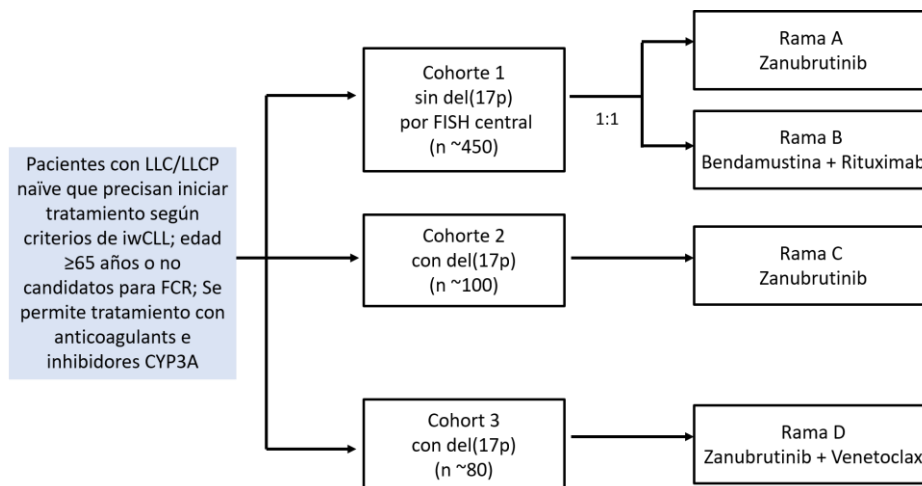 Pacientes con LLC/LLCP
naïve que precisan iniciar
tratamiento según
criterios de iwCLL; edad
≥65 años o no
candidatos para FCR; Se
permite tratamiento con
anticoagulants e
inhibidores CYP3A
Cohorte 1
sin del(17p)
por FISH central
(n ~450)
1:1
Rama A
Zanubrutinib
Rama B
Bendamustina + Rituximab
Cohorte 2
con del(17p)
(n ~100)
Rama C
Zanubrutinib
Cohort 3
con del(17p)
(n ~80)
Rama D
Zanubrutinib + Venetoclax